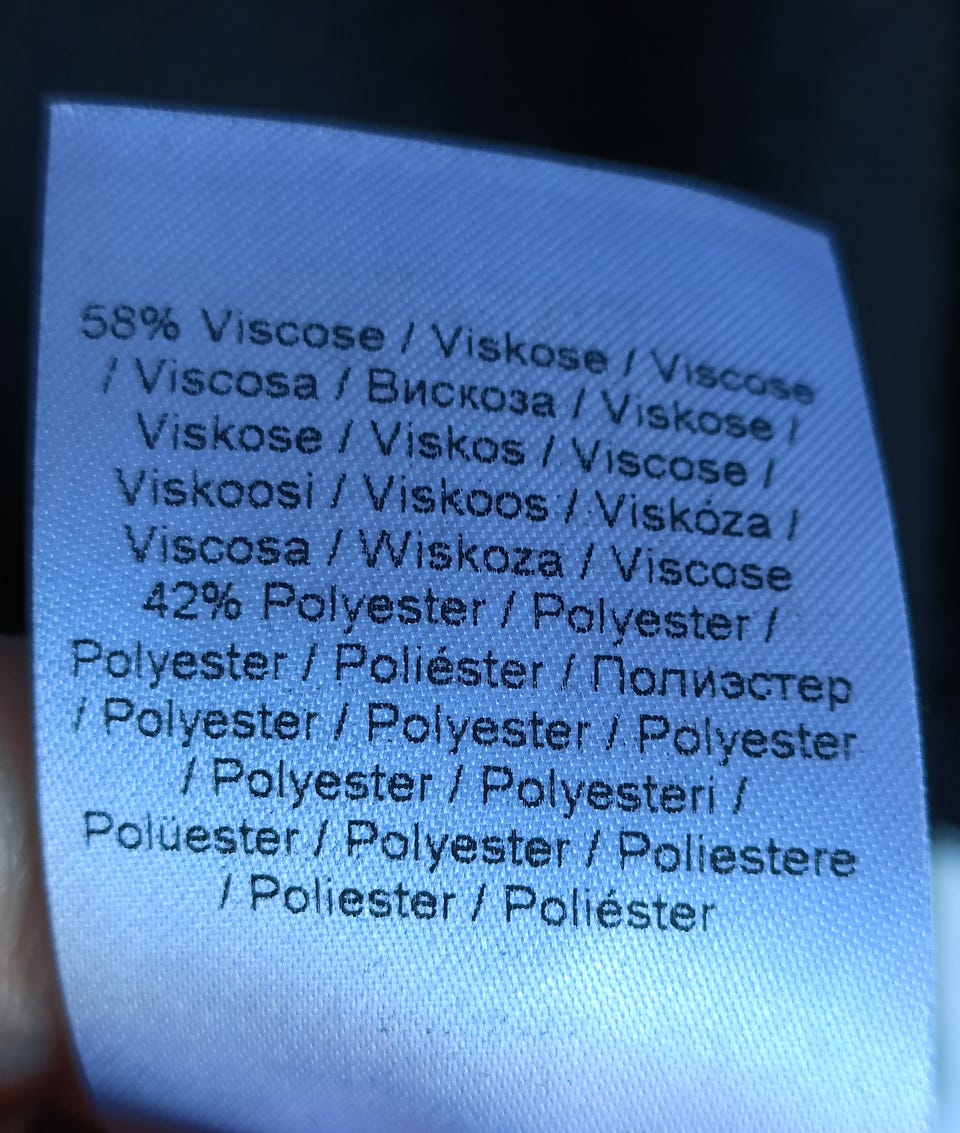 58% Viscose / Viskose / Viscose
/ Viscosa / Вискоза / Viskose /
Viskose / Viskos / Viscose /
Viskoosi / Viskoos / Viskóza /
Viscosa / Wiskoza / Viscose
42% Polyester / Polyester /
Polyester / Poliéster / Полиэстер
/ Polyester / Polyester / Polyester
/ Polyester / Polyesteri /
Polüester / Polyester / Poliestere
/ Poliester / Poliéster